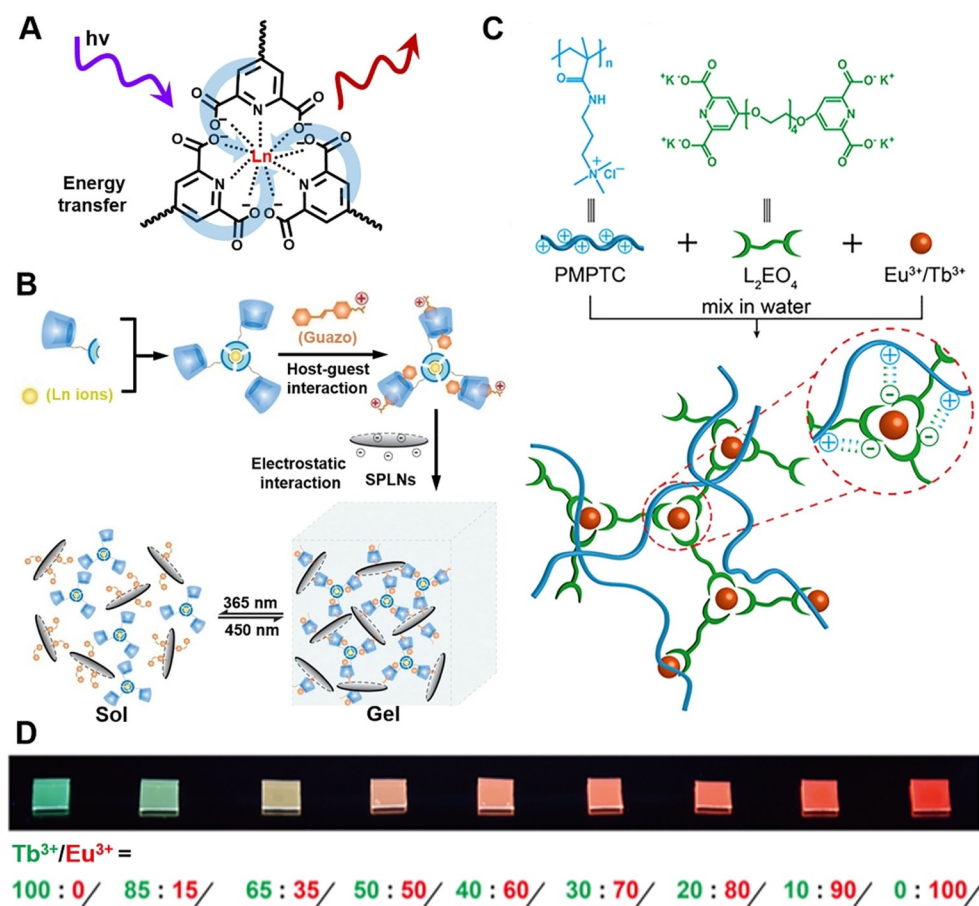 A
hν
O
O
O⁻
N
O⁻
O
O
O⁻
O⁻
Ln
N
N
O⁻
O⁻
O
O
Energy
transfer
B
(Ln ions)
(Guazo)
Host-guest
interaction
Electrostatic
interaction
SPLNs
365 nm
450 nm
Sol
Gel
C
n
O
NH
N⁺
Cl⁻
⁺K ⁻O
O
N
O
⁺K ⁻O
O
O
4
O
O
O⁻ K⁺
N
O⁻ K⁺
O
PMPTC
+
L₂EO₄
+
Eu³⁺/Tb³⁺
mix in water
D
Tb³⁺/Eu³⁺ =
100 : 0/ 85 : 15/ 65 : 35/ 50 : 50/ 40 : 60/ 30 : 70/ 20 : 80/ 10 : 90/ 0 : 100/